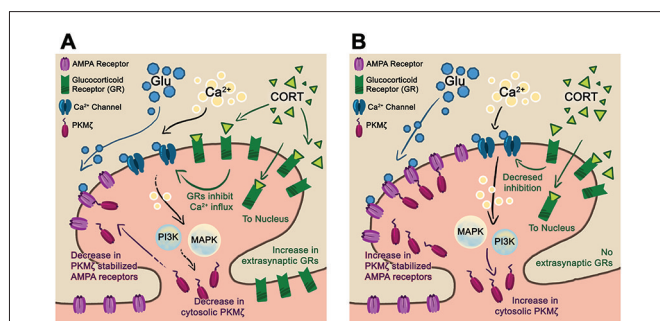 A
AMPA Receptor
Glucocorticoid
Receptor (GR)
Ca2+ Channel
PKMζ
Glu
Ca2+
CORT
GRs inhibit
Ca2+ influx
To Nucleus
PI3K
MAPK
Decrease in
PKMζ stabilized
AMPA receptors
Increase in
extrasynaptic GRs
Decrease in
cytosolic PKMζ
B
AMPA Receptor
Glucocorticoid
Receptor (GR)
Ca2+ Channel
PKMζ
Glu
Ca2+
CORT
Decresed
inhibition
To Nucleus
MAPK
PI3K
Increase in
PKMζ stabilized
AMPA receptors
No
extrasynaptic GRs
Increase in
cytosolic PKMζ